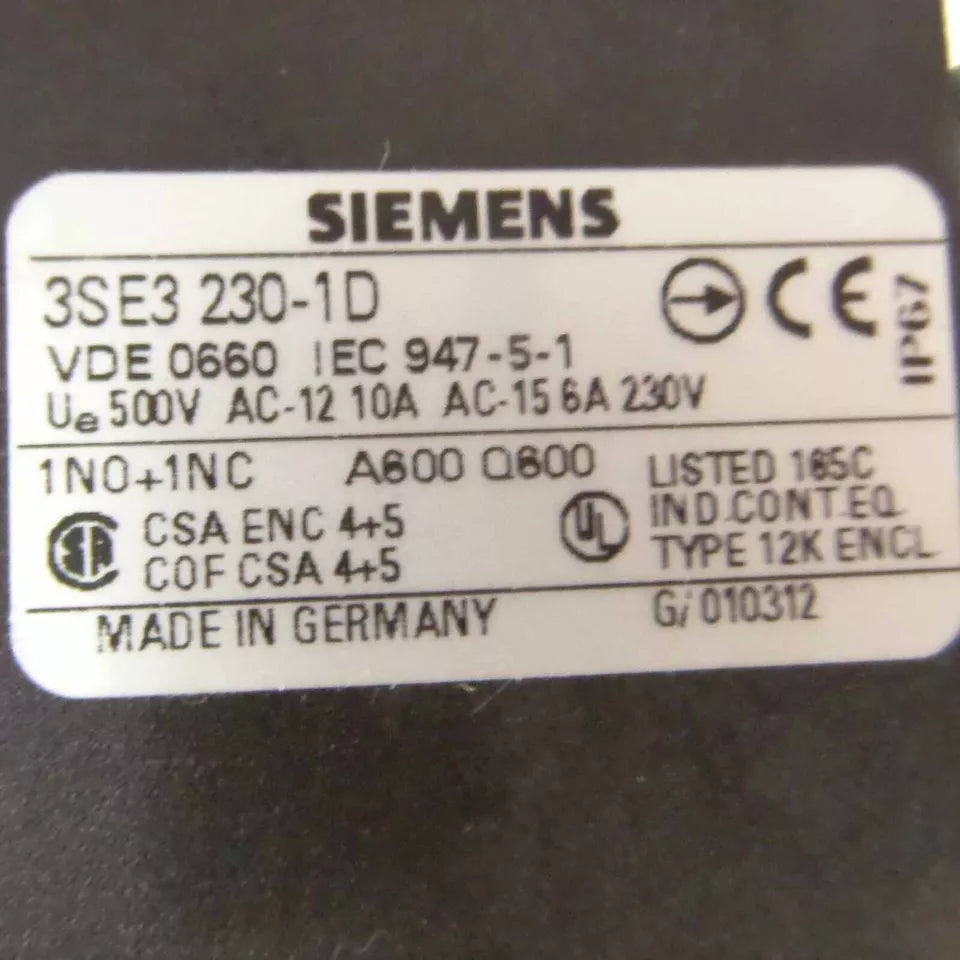 SIEMENS
3SE3 230-1D
CE
IP67
VDE 0660 IEC 947-5-1
Ue 500V AC-12 10A AC-15 6A 230V
1NO+1NC A600 Q600
LISTED 165C
CSA ENC 4+5
UL
IND.CONT.EQ.
COF CSA 4+5
TYPE 12K ENCL.
MADE IN GERMANY
G/010312